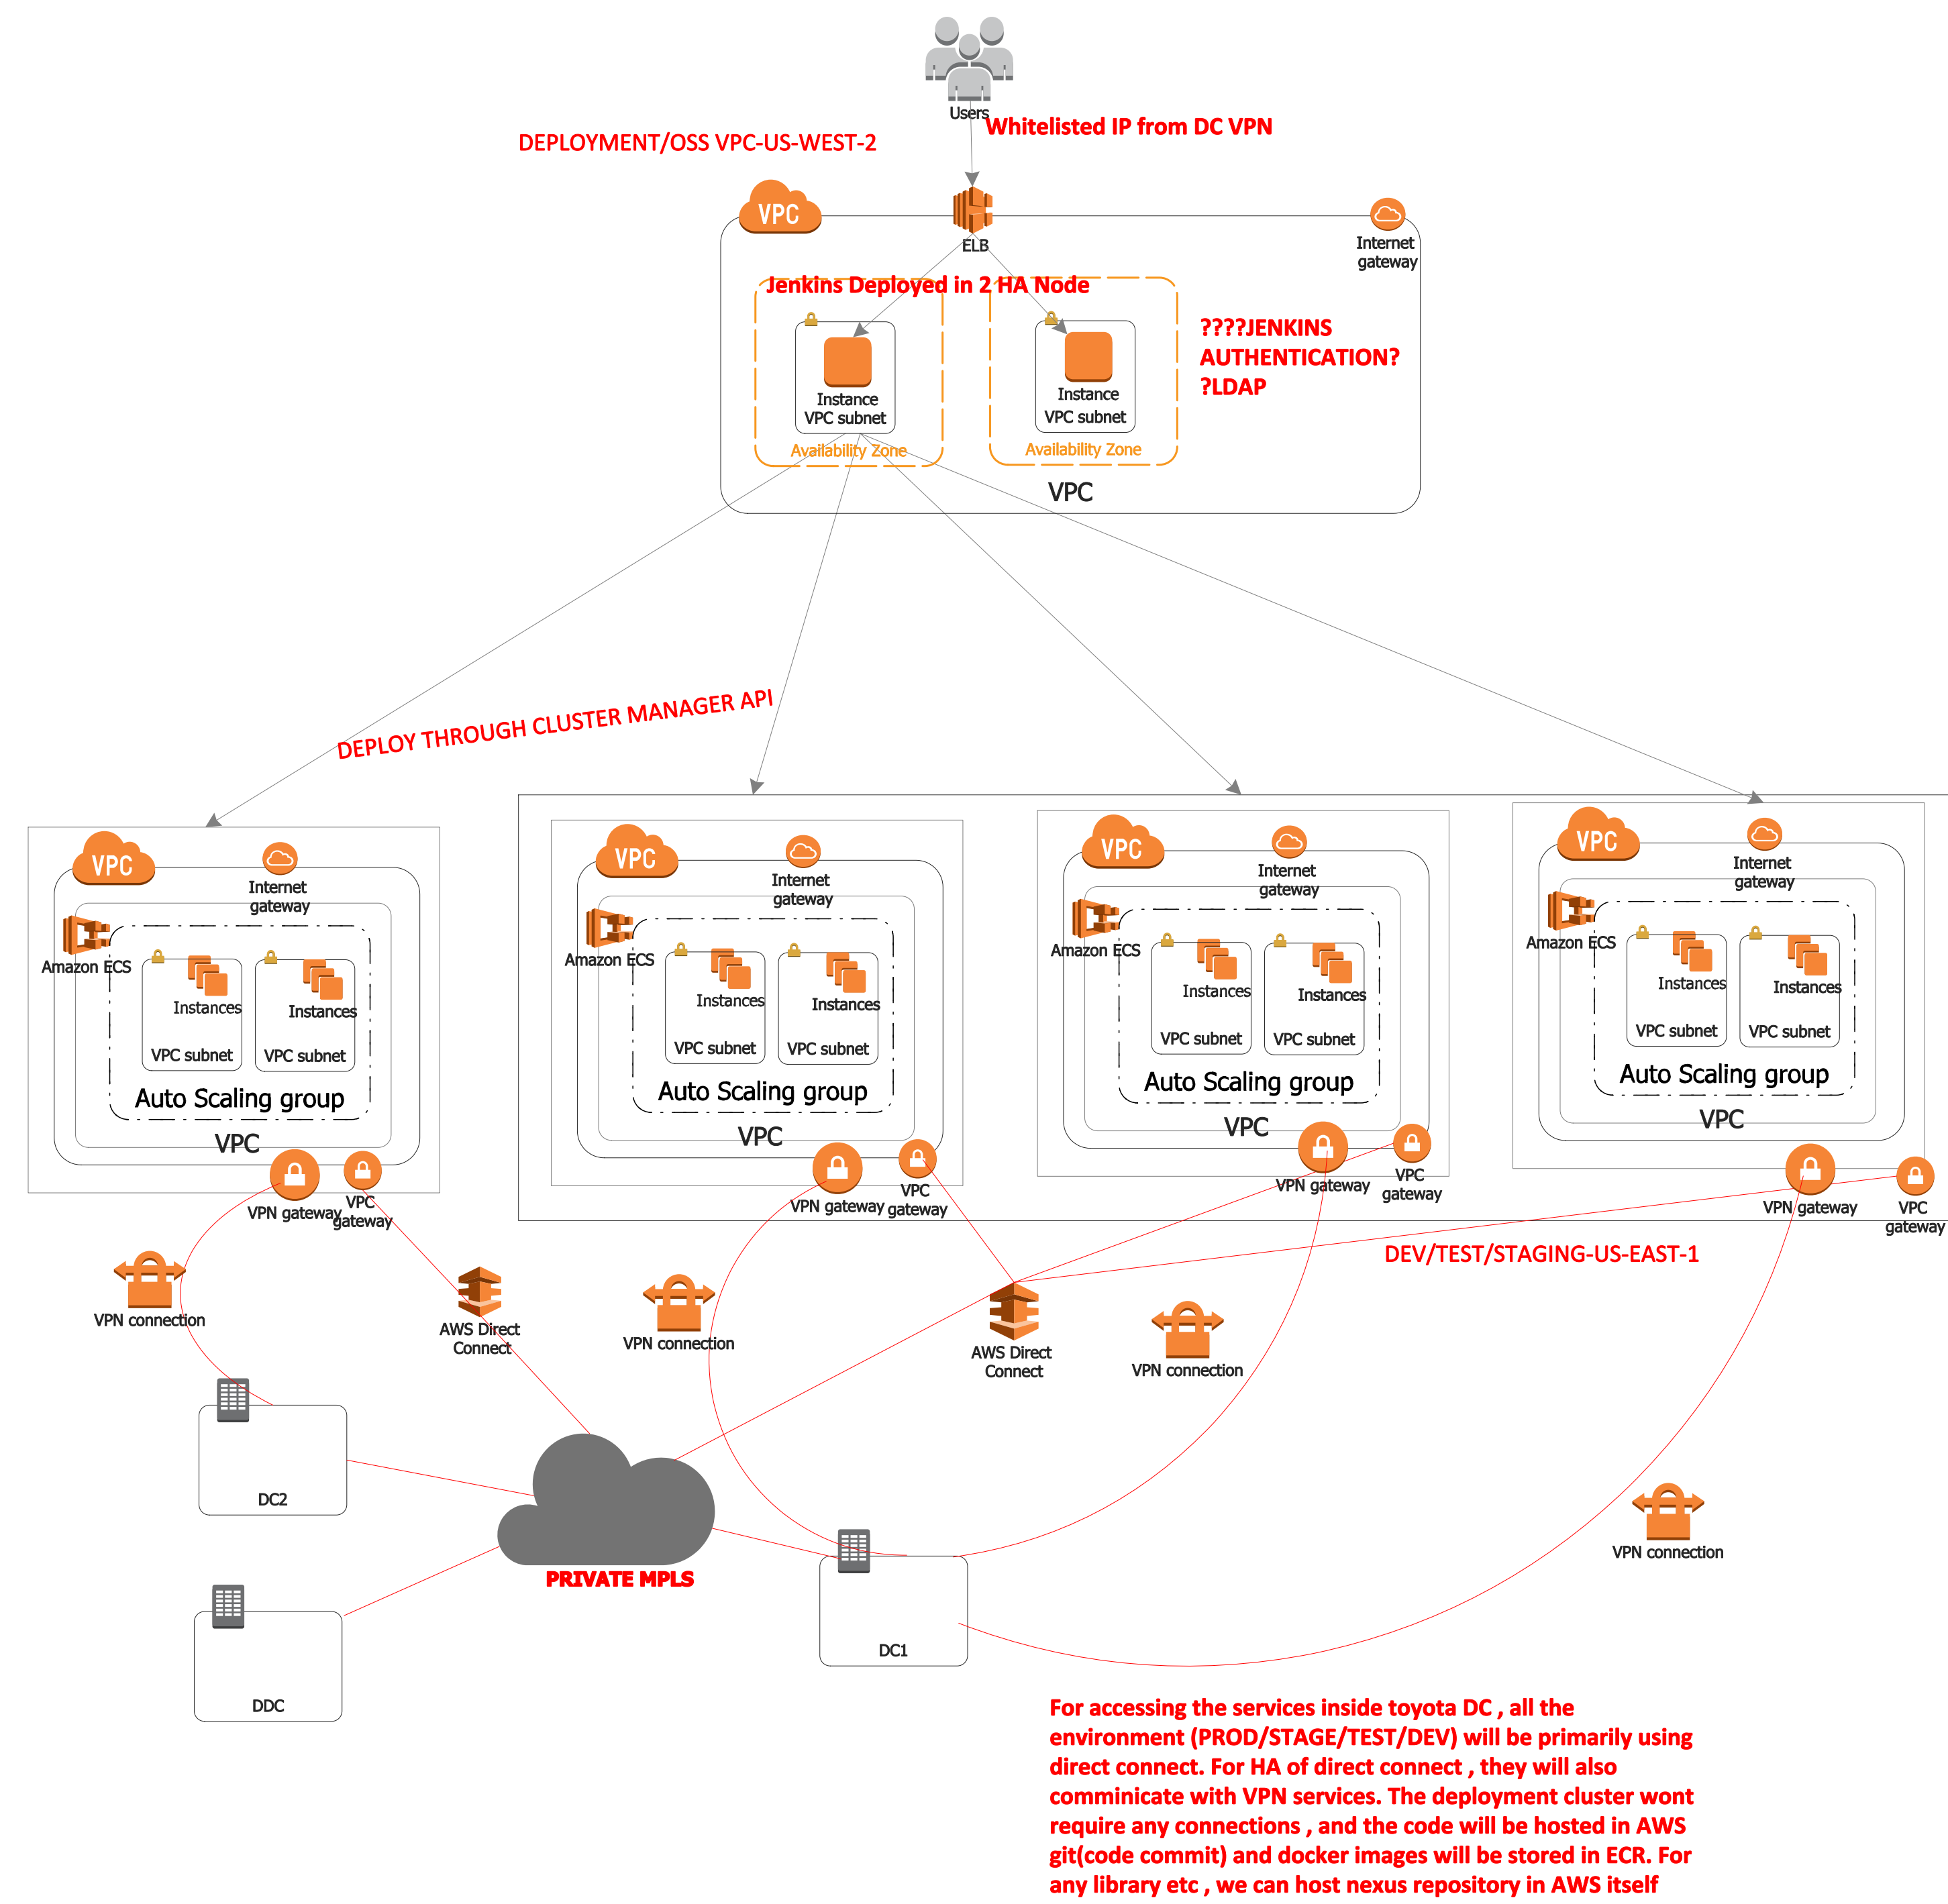 Users
Whitelisted IP from DC VPN
DEPLOYMENT/OSS VPC-US-WEST-2
VPC
ELB
Internet
gateway
Jenkins Deployed in 2 HA Node
????JENKINS
AUTHENTICATION?
?LDAP
Instance
VPC subnet
Availability Zone
Instance
VPC subnet
Availability Zone
VPC
DEPLOY THROUGH CLUSTER MANAGER API
VPC
Internet
gateway
Amazon ECS
Instances
Instances
VPC subnet
VPC subnet
Auto Scaling group
VPC
VPN gateway
VPC
gateway
VPC
Internet
gateway
Amazon ECS
Instances
Instances
VPC subnet
VPC subnet
Auto Scaling group
VPC
VPN gateway
VPC
gateway
VPC
Internet
gateway
Amazon ECS
Instances
Instances
VPC subnet
VPC subnet
Auto Scaling group
VPC
VPN gateway
VPC
gateway
VPC
Internet
gateway
Amazon ECS
Instances
Instances
VPC subnet
VPC subnet
Auto Scaling group
VPC
VPN gateway
VPC
gateway
DEV/TEST/STAGING-US-EAST-1
VPN connection
AWS Direct
Connect
VPN connection
AWS Direct
Connect
VPN connection
VPN connection
DC2
PRIVATE MPLS
DC1
DDC
For accessing the services inside toyota DC , all the
environment (PROD/STAGE/TEST/DEV) will be primarily using
direct connect. For HA of direct connect , they will also
comminicate with VPN services. The deployment cluster wont
require any connections , and the code will be hosted in AWS
git(code commit) and docker images will be stored in ECR. For
any library etc , we can host nexus repository in AWS itself